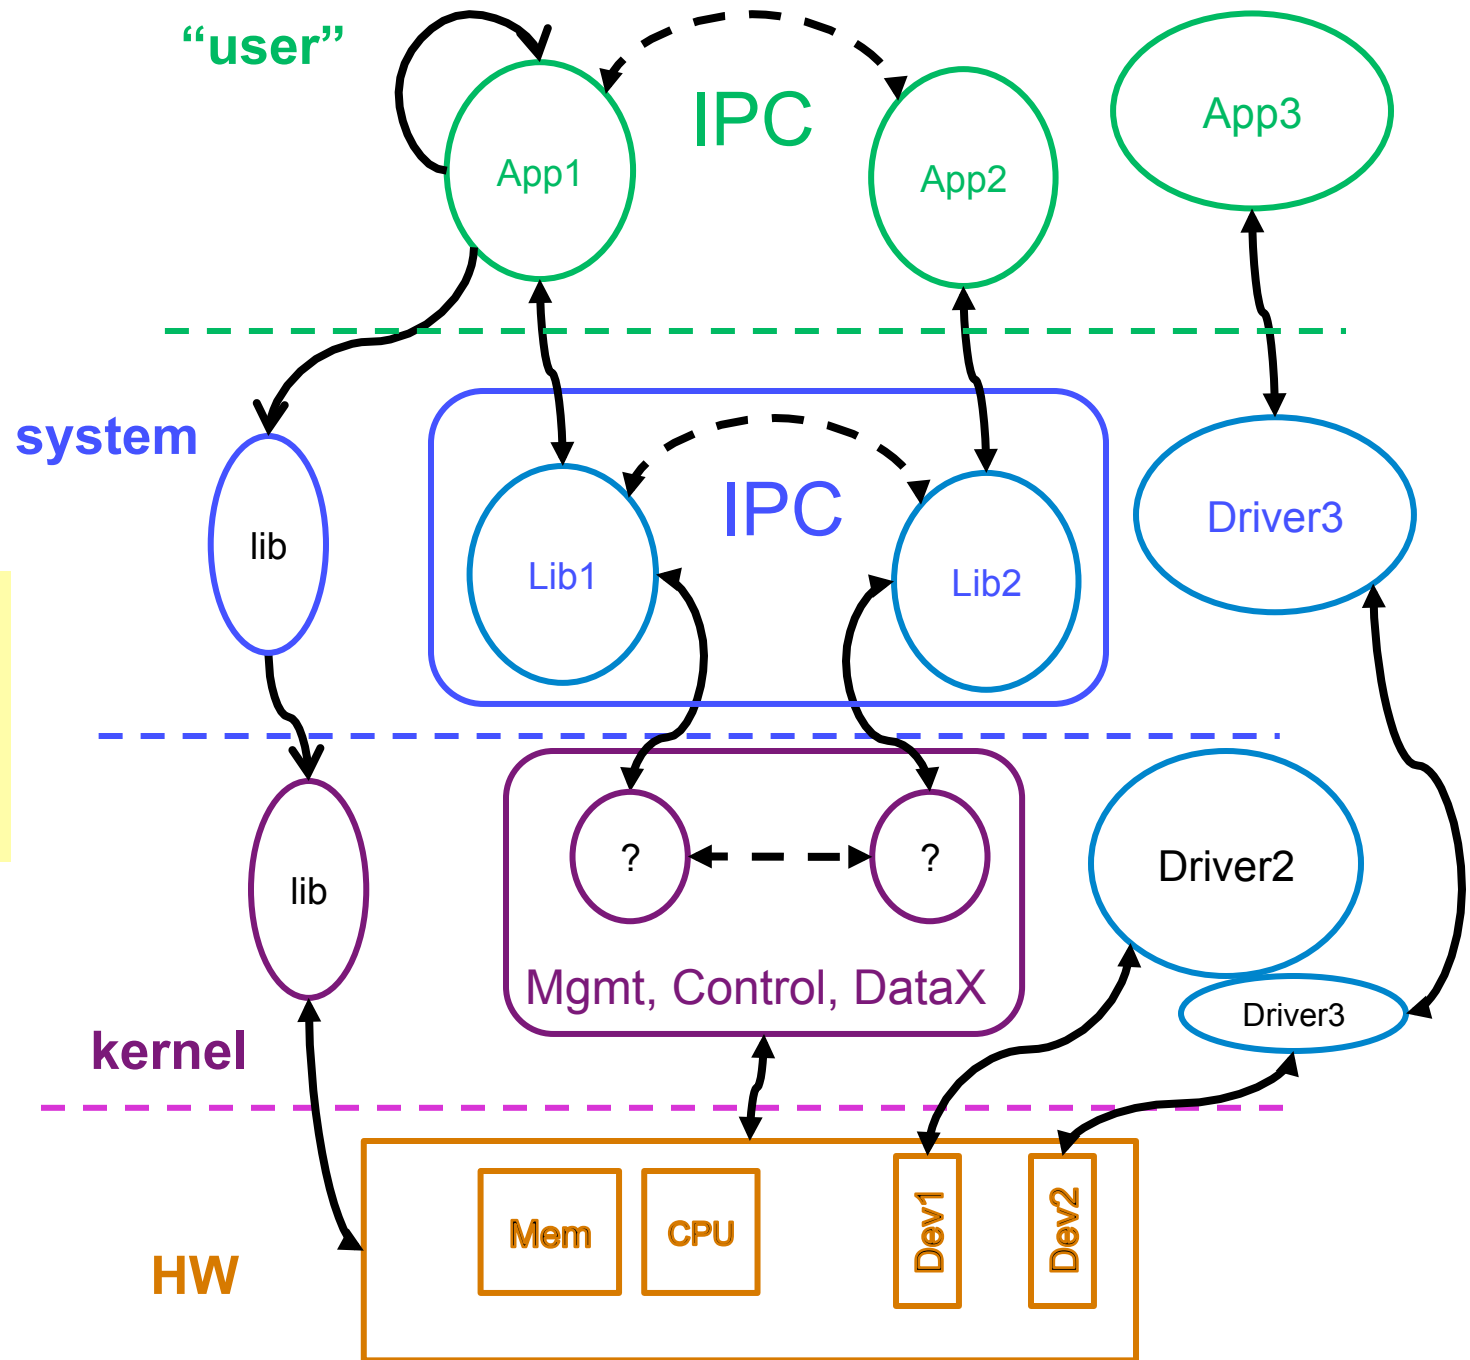 “user”
IPC
App1
App2
App3
system
IPC
lib
Lib1
Lib2
Driver3
?
?
lib
Driver2
Mgmt, Control, DataX
Driver3
kernel
Mem
CPU
Dev1
Dev2
HW